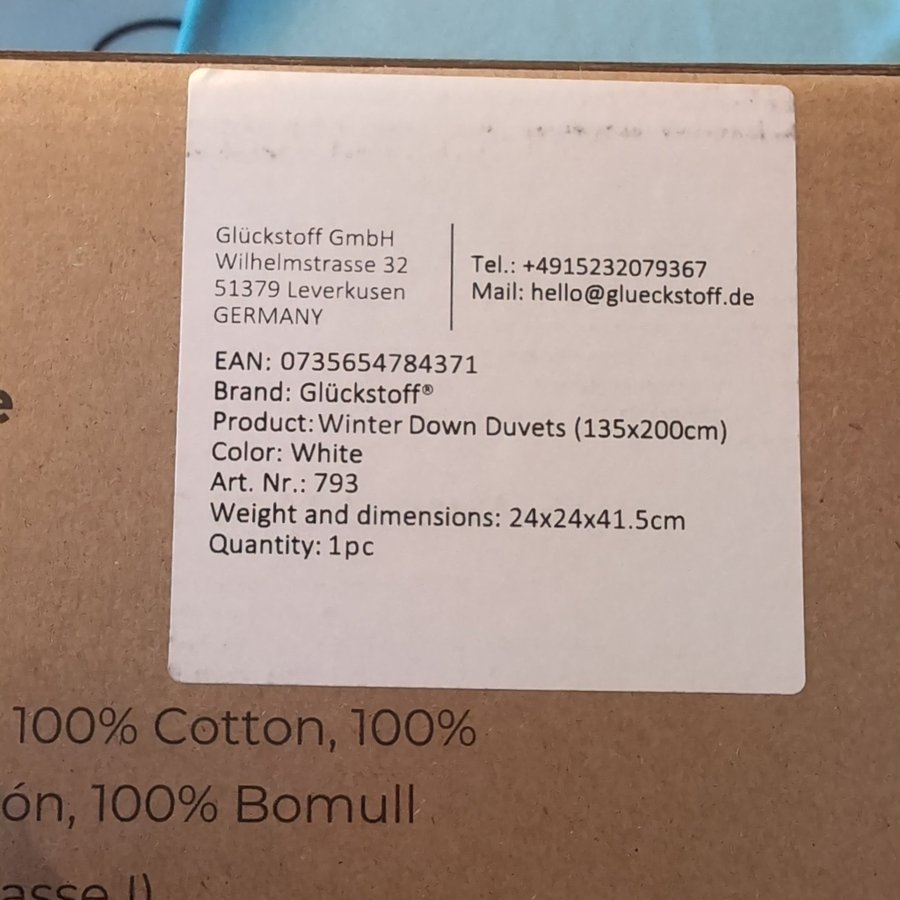 Glückstoff GmbH
Wilhelmstrasse 32
51379 Leverkusen
GERMANY
Tel.: +4915232079367
Mail: hello@glueckstoff.de
EAN: 0735654784371
Brand: Glückstoff®
Product: Winter Down Duvets (135x200cm)
Color: White
Art. Nr.: 793
Weight and dimensions: 24x24x41.5cm
Quantity: 1pc
100% Cotton, 100%
ón, 100% Bomull
asse I)